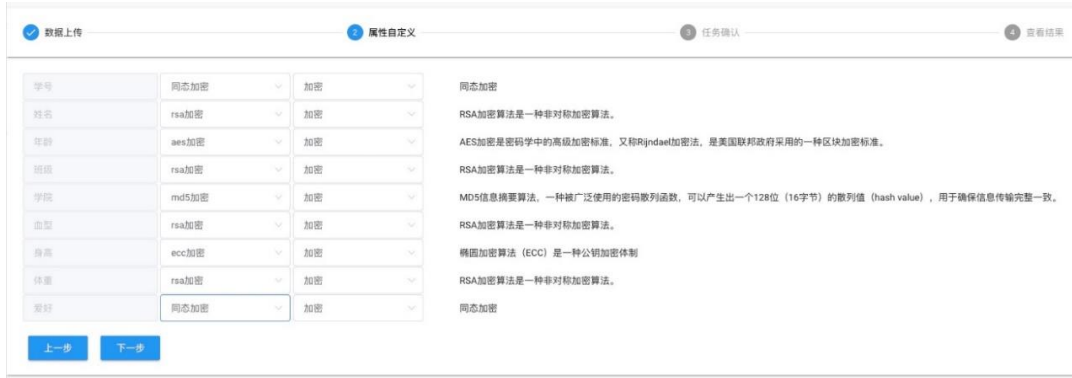 数据上传 2 属性自定义 3 任务确认 4 查看结果
学号 同态加密 加密 同态加密
姓名 rsa加密 加密 RSA加密算法是一种非对称加密算法。
年龄 aes加密 加密 AES加密是密码学中的高级加密标准，又称Rijndael加密法，是美国联邦政府采用的一种区块加密标准。
班级 rsa加密 加密 RSA加密算法是一种非对称加密算法。
学院 md5加密 加密 MD5信息摘要算法，一种被广泛使用的密码散列函数，可以产生出一个128位（16字节）的散列值（hash value），用于确保信息传输完整一致。
血型 rsa加密 加密 RSA加密算法是一种非对称加密算法。
身高 ecc加密 加密 椭圆加密算法（ECC）是一种公钥加密体制
体重 rsa加密 加密 RSA加密算法是一种非对称加密算法。
爱好 同态加密 加密 同态加密
上一步 下一步